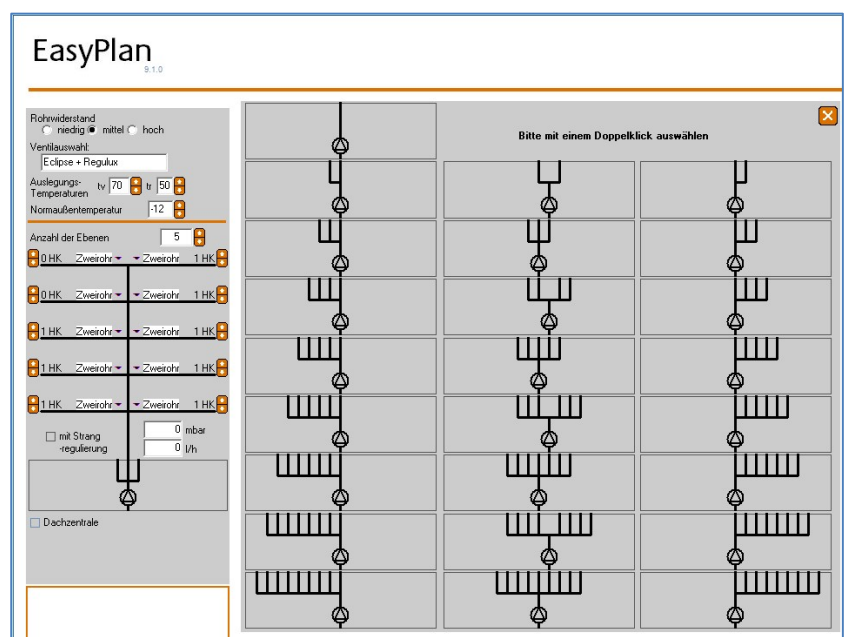 EasyPlan
9.1.0
Bitte mit einem Doppelklick auswählen
Rohrwiderstand
niedrig mittel hoch
Ventilauswahl:
Eclipse + Regulux
Auslegungs-
Temperaturen tv 70 tr 50
Normaußentemperatur -12
Anzahl der Ebenen 5
0 HK Zweirohr Zweirohr 1 HK
0 HK Zweirohr Zweirohr 1 HK
1 HK Zweirohr Zweirohr 1 HK
1 HK Zweirohr Zweirohr 1 HK
1 HK Zweirohr Zweirohr 1 HK
mit Strang
-regulierung
0 mbar
0 l/h
Dachzentrale